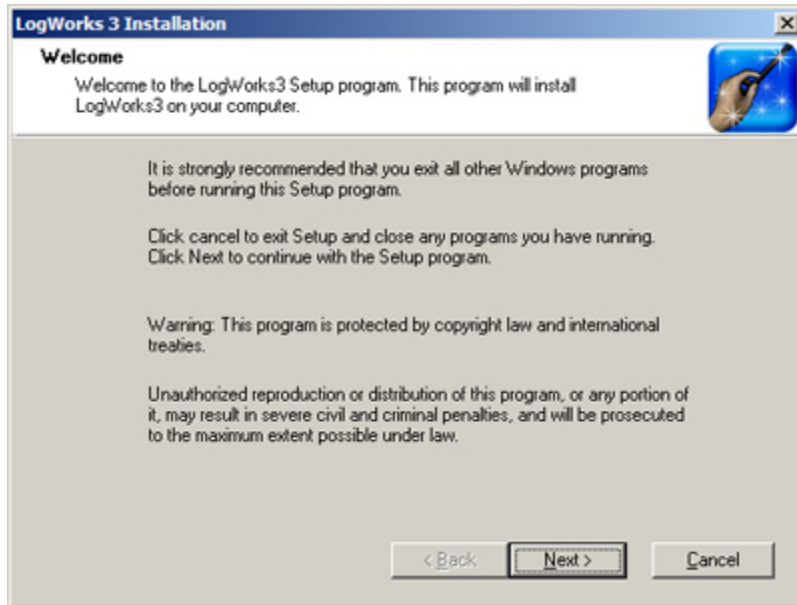 LogWorks 3 Installation
Welcome
Welcome to the LogWorks3 Setup program. This program will install
LogWorks3 on your computer.
It is strongly recommended that you exit all other Windows programs
before running this Setup program.
Click cancel to exit Setup and close any programs you have running.
Click Next to continue with the Setup program.
Warning: This program is protected by copyright law and international
treaties.
Unauthorized reproduction or distribution of this program, or any portion of
it, may result in severe civil and criminal penalties, and will be prosecuted
to the maximum extent possible under law.
< Back Next > Cancel